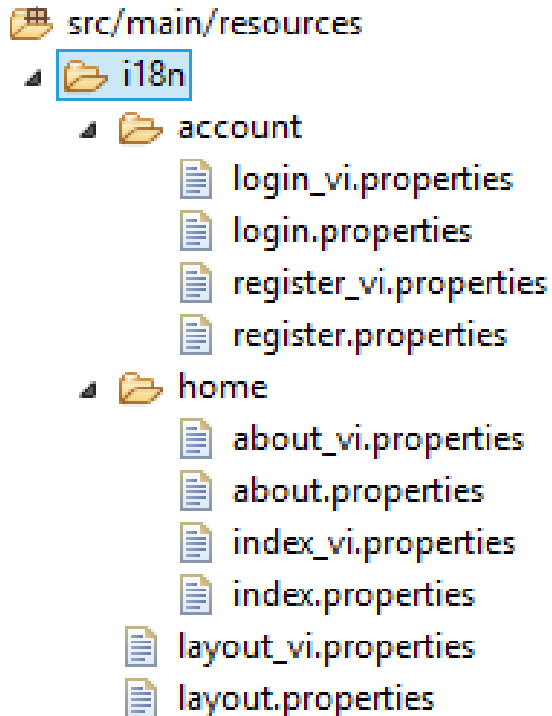 src/main/resources
i18n
account
login_vi.properties
login.properties
register_vi.properties
register.properties
home
about_vi.properties
about.properties
index_vi.properties
index.properties
layout_vi.properties
layout.properties